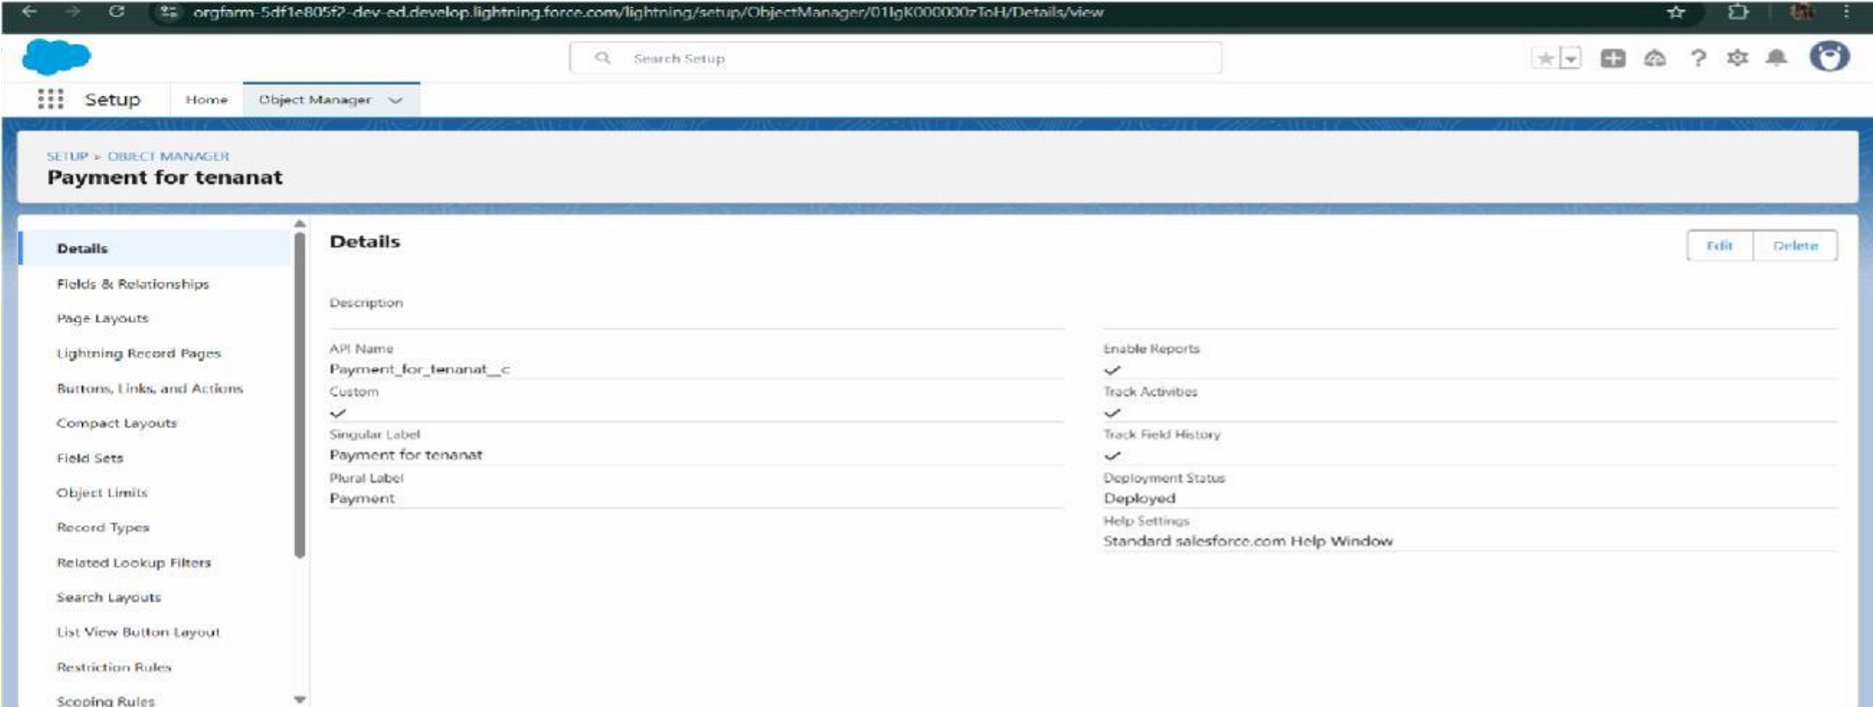 orgfarm-5df1e805f2-dev-ed.develop.lightning.force.com/lightning/setup/ObjectManager/01IgK000000zToH/Details/view
Search Setup
Setup Home Object Manager
SETUP > OBJECT MANAGER
Payment for tenanat
Details
Fields & Relationships
Page Layouts
Lightning Record Pages
Buttons, Links, and Actions
Compact Layouts
Field Sets
Object Limits
Record Types
Related Lookup Filters
Search Layouts
List View Button Layout
Restriction Rules
Scoping Rules
Details
Edit Delete
Description
API Name
Payment_for_tenanat__c
Custom
Singular Label
Payment for tenanat
Plural Label
Payment
Enable Reports
Track Activities
Track Field History
Deployment Status
Deployed
Help Settings
Standard salesforce.com Help Window